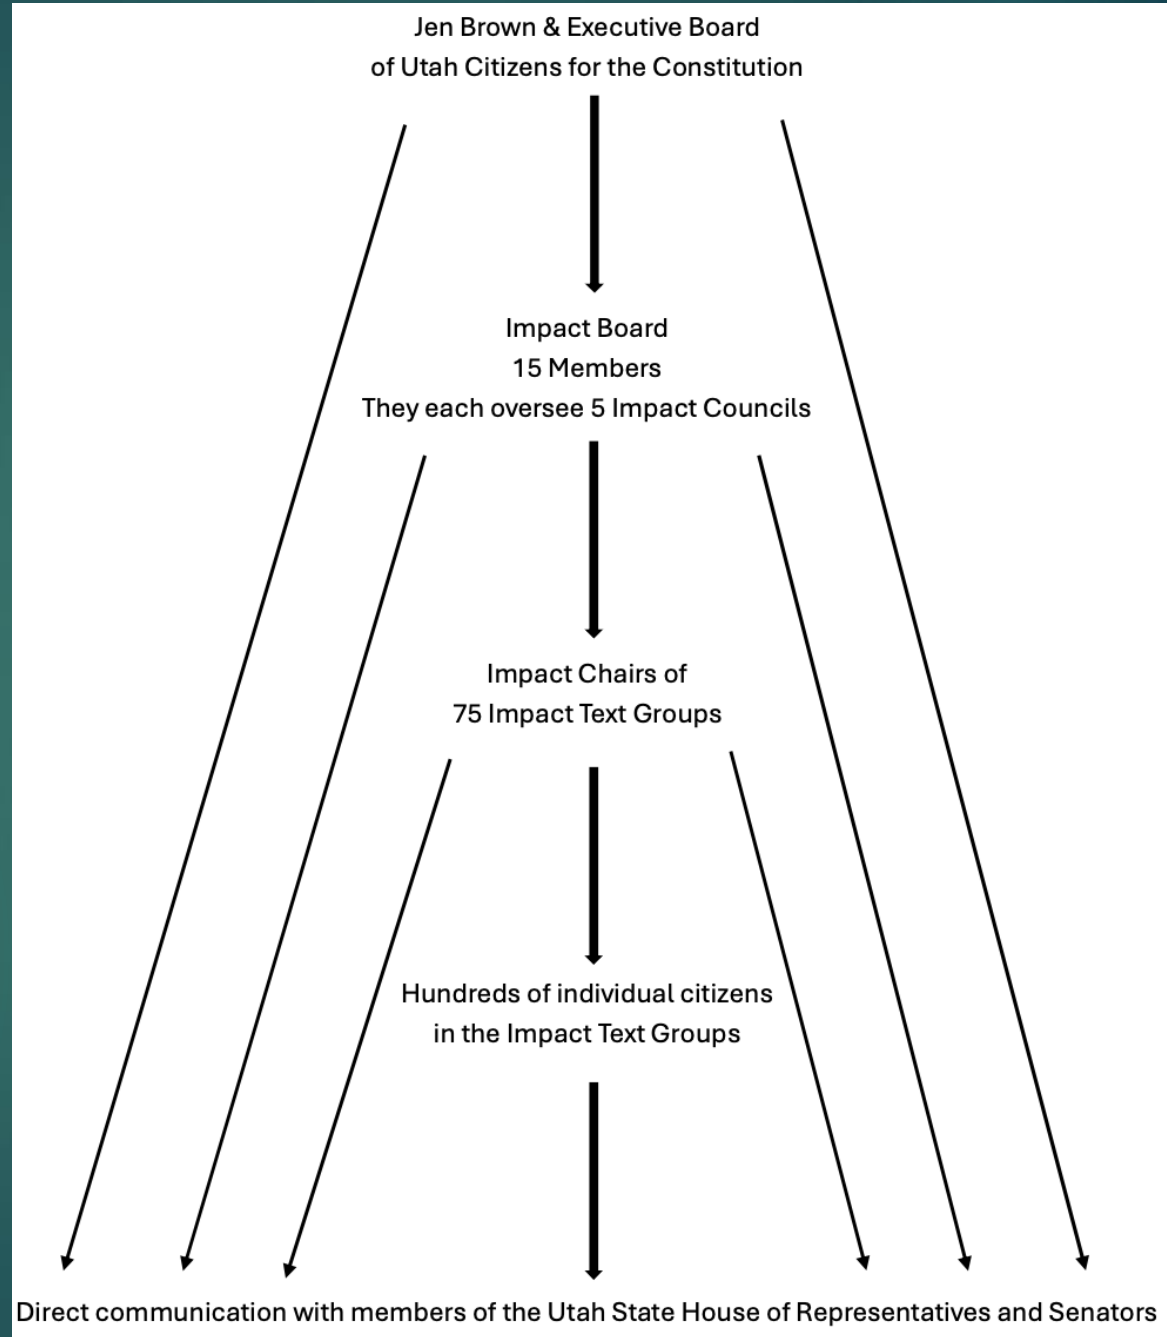 Jen Brown & Executive Board
of Utah Citizens for the Constitution
Impact Board
15 Members
They each oversee 5 Impact Councils
Impact Chairs of
75 Impact Text Groups
Hundreds of individual citizens
in the Impact Text Groups
Direct communication with members of the Utah State House of Representatives and Senators